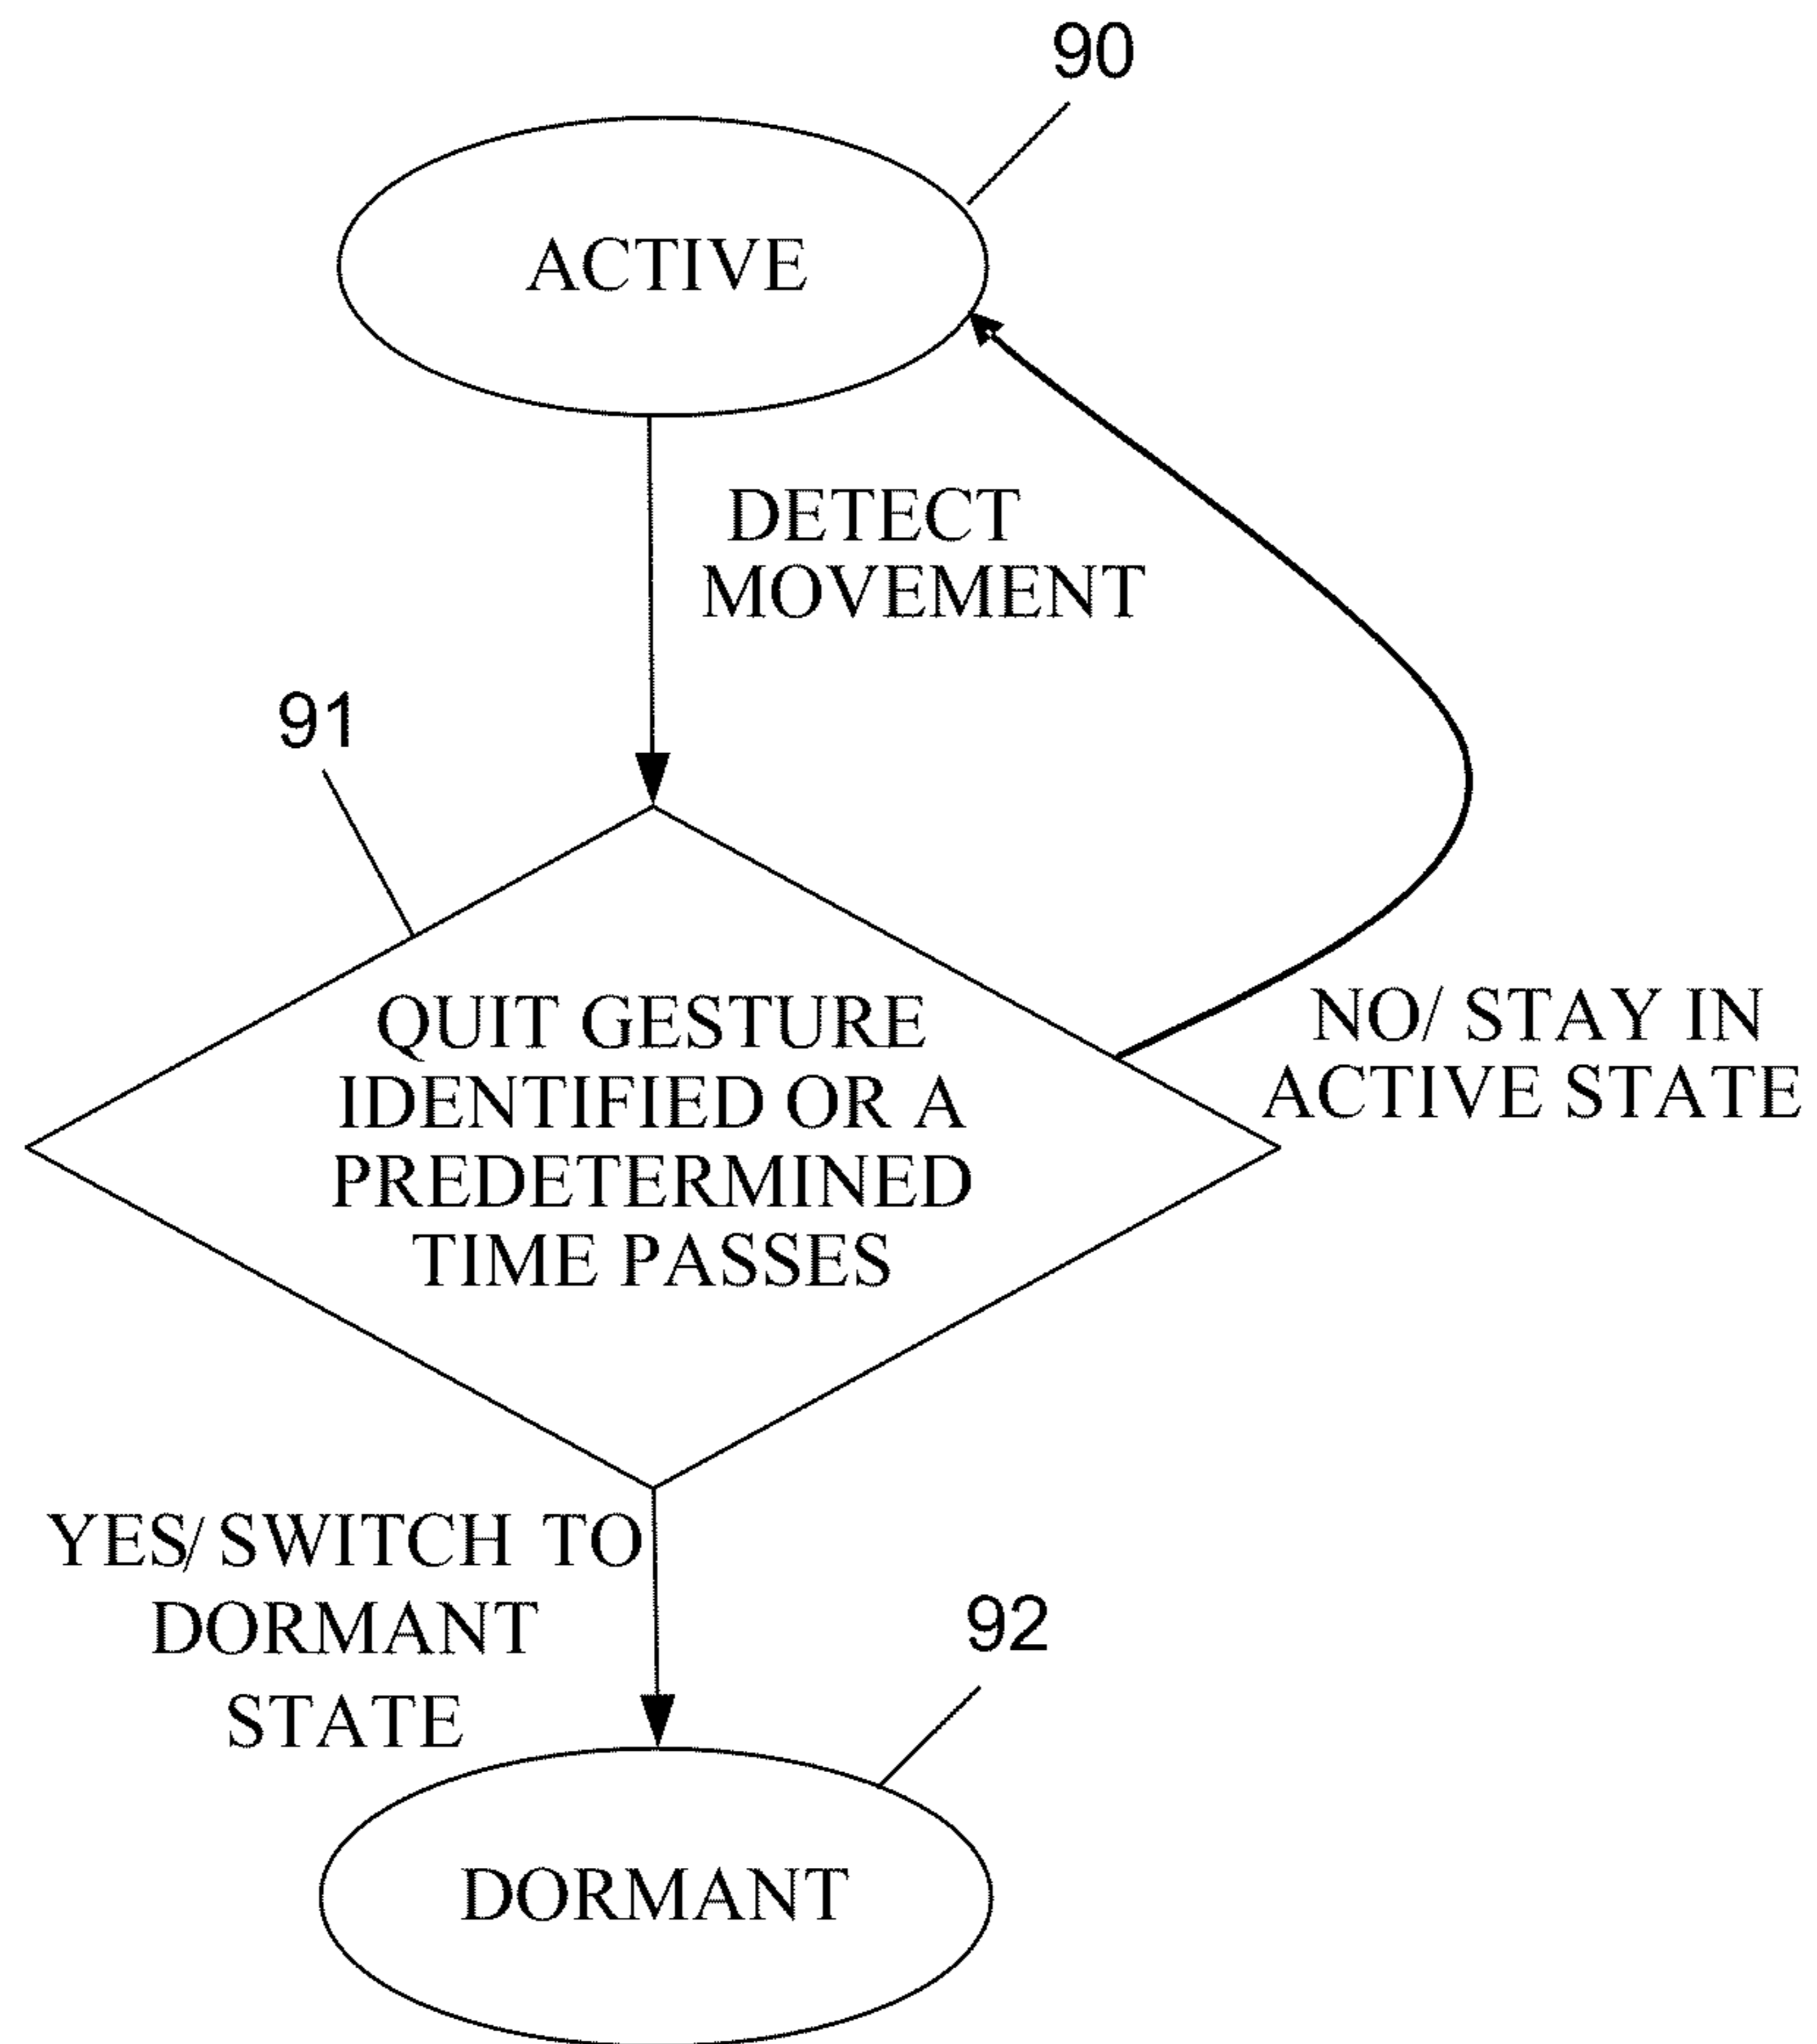 90
ACTIVE
DETECT
MOVEMENT
91
QUIT GESTURE
IDENTIFIED OR A
PREDETERMINED
TIME PASSES
NO/ STAY IN
ACTIVE STATE
YES/ SWITCH TO
DORMANT
STATE
92
DORMANT